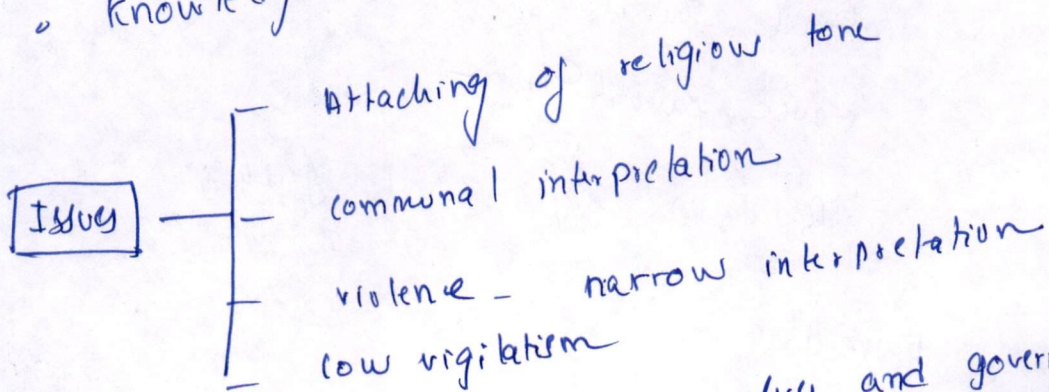 Attaching of religious tone
communal interpretation
Issues
violence - narrow interpretation
cow vigilatism
and